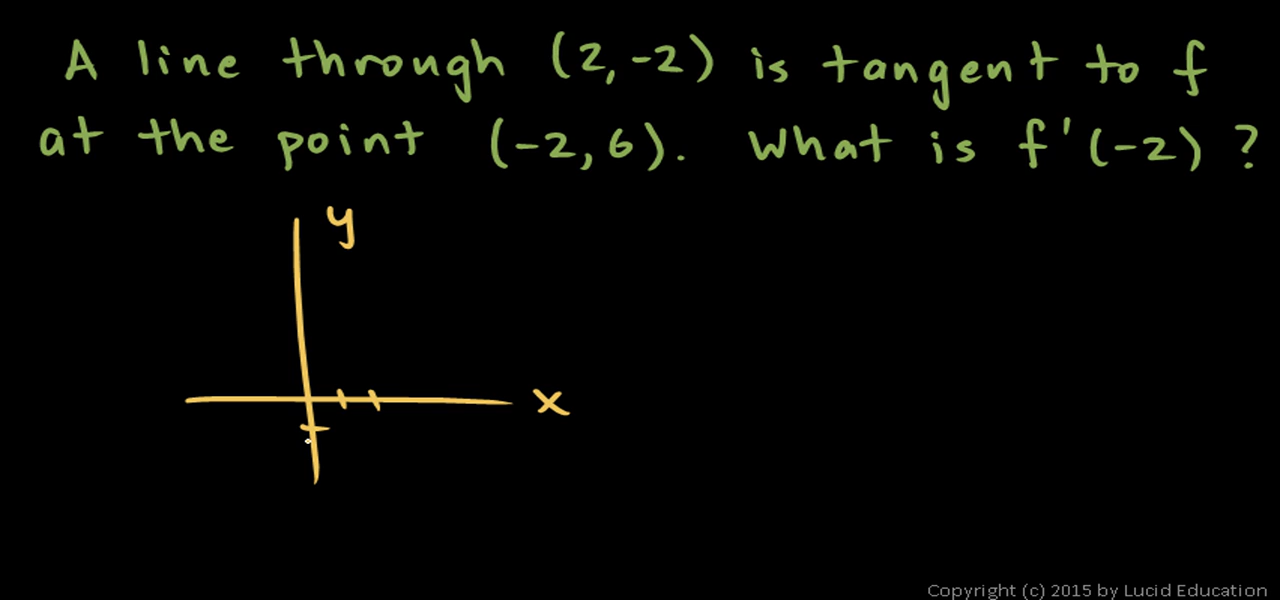 A line through (2,-2) is tangent to f
at the point (-2,6). What is f'(-2) ?
y
x
Copyright (c) 2015 by Lucid Education